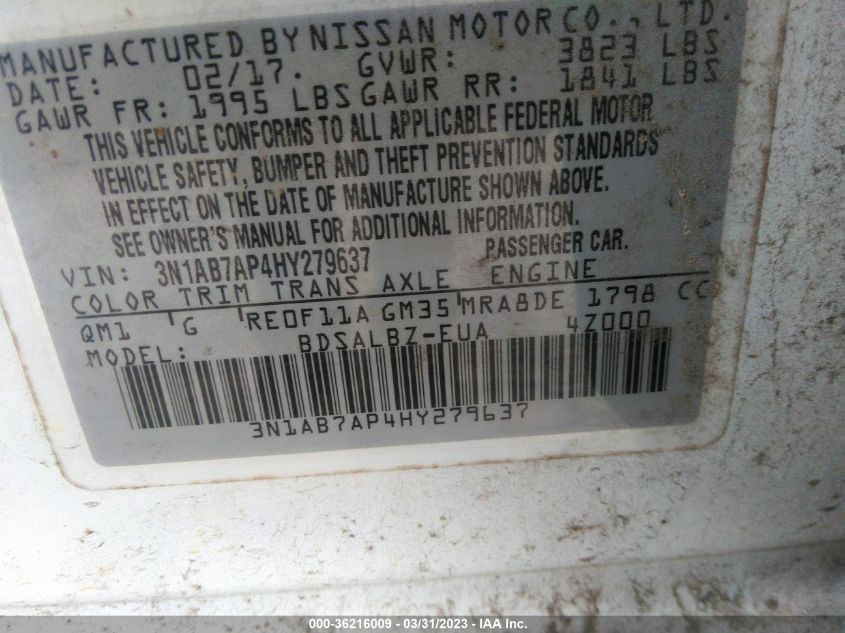 MANUFACTURED BY NISSAN MOTOR CO., LTD.
DATE: 02/17. GVWR: 3823 LBS
GAWR FR: 1995 LBS GAWR RR: 1841 LBS
THIS VEHICLE CONFORMS TO ALL APPLICABLE FEDERAL MOTOR
VEHICLE SAFETY, BUMPER AND THEFT PREVENTION STANDARDS
IN EFFECT ON THE DATE OF MANUFACTURE SHOWN ABOVE.
SEE OWNER'S MANUAL FOR ADDITIONAL INFORMATION.
VIN: 3N1AB7AP4HY279637 PASSENGER CAR.
COLOR TRIM TRANS AXLE ENGINE
QM1 G RE0F11A GM35 MRA8DE 1798 CC
MODEL: BDSALBZ-EUA 4Z000
3N1AB7AP4HY279637
000-36216009 - 03/31/2023 - IAA Inc.